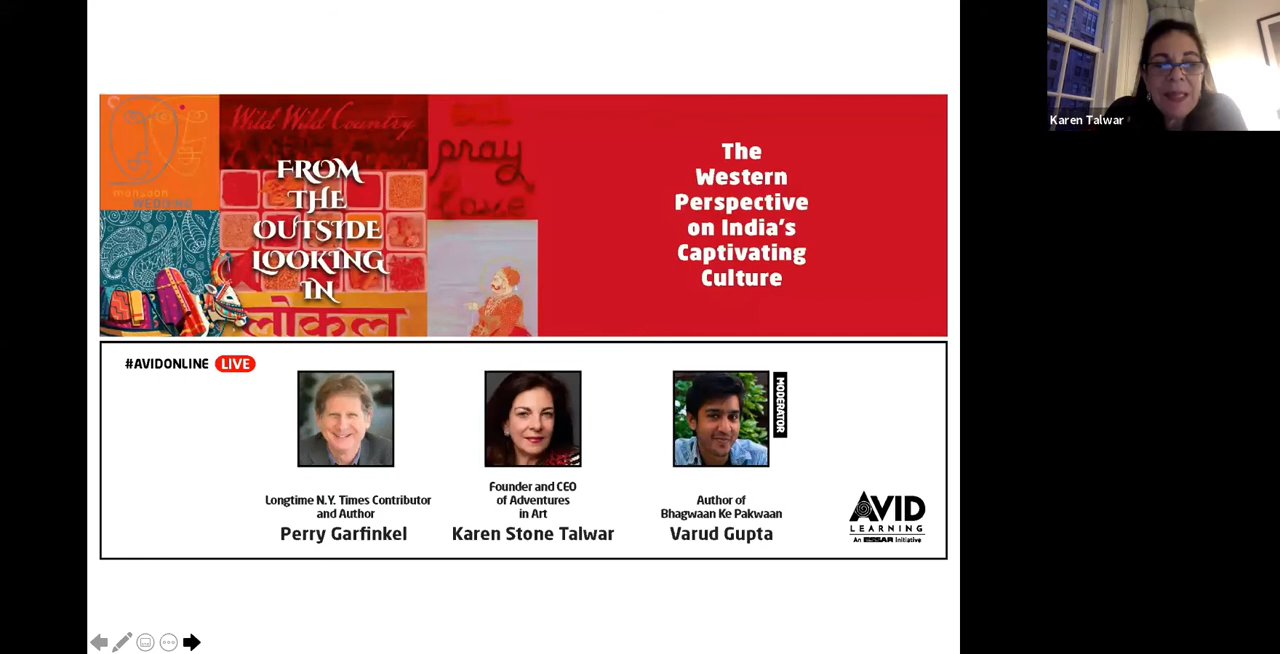 Karen Talwar
Wild Wild Country
monsoon
WEDDING
FROM
THE
OUTSIDE
LOOKING
IN
लोकल
pray
love
The
Western
Perspective
on India's
Captivating
Culture
#AVIDONLINE LIVE
MODERATOR
Longtime N.Y. Times Contributor
and Author
Perry Garfinkel
Founder and CEO
of Adventures
in Art
Karen Stone Talwar
Author of
Bhagwaan Ke Pakwaan
Varud Gupta
AVID
LEARNING
An ESSAR Initiative